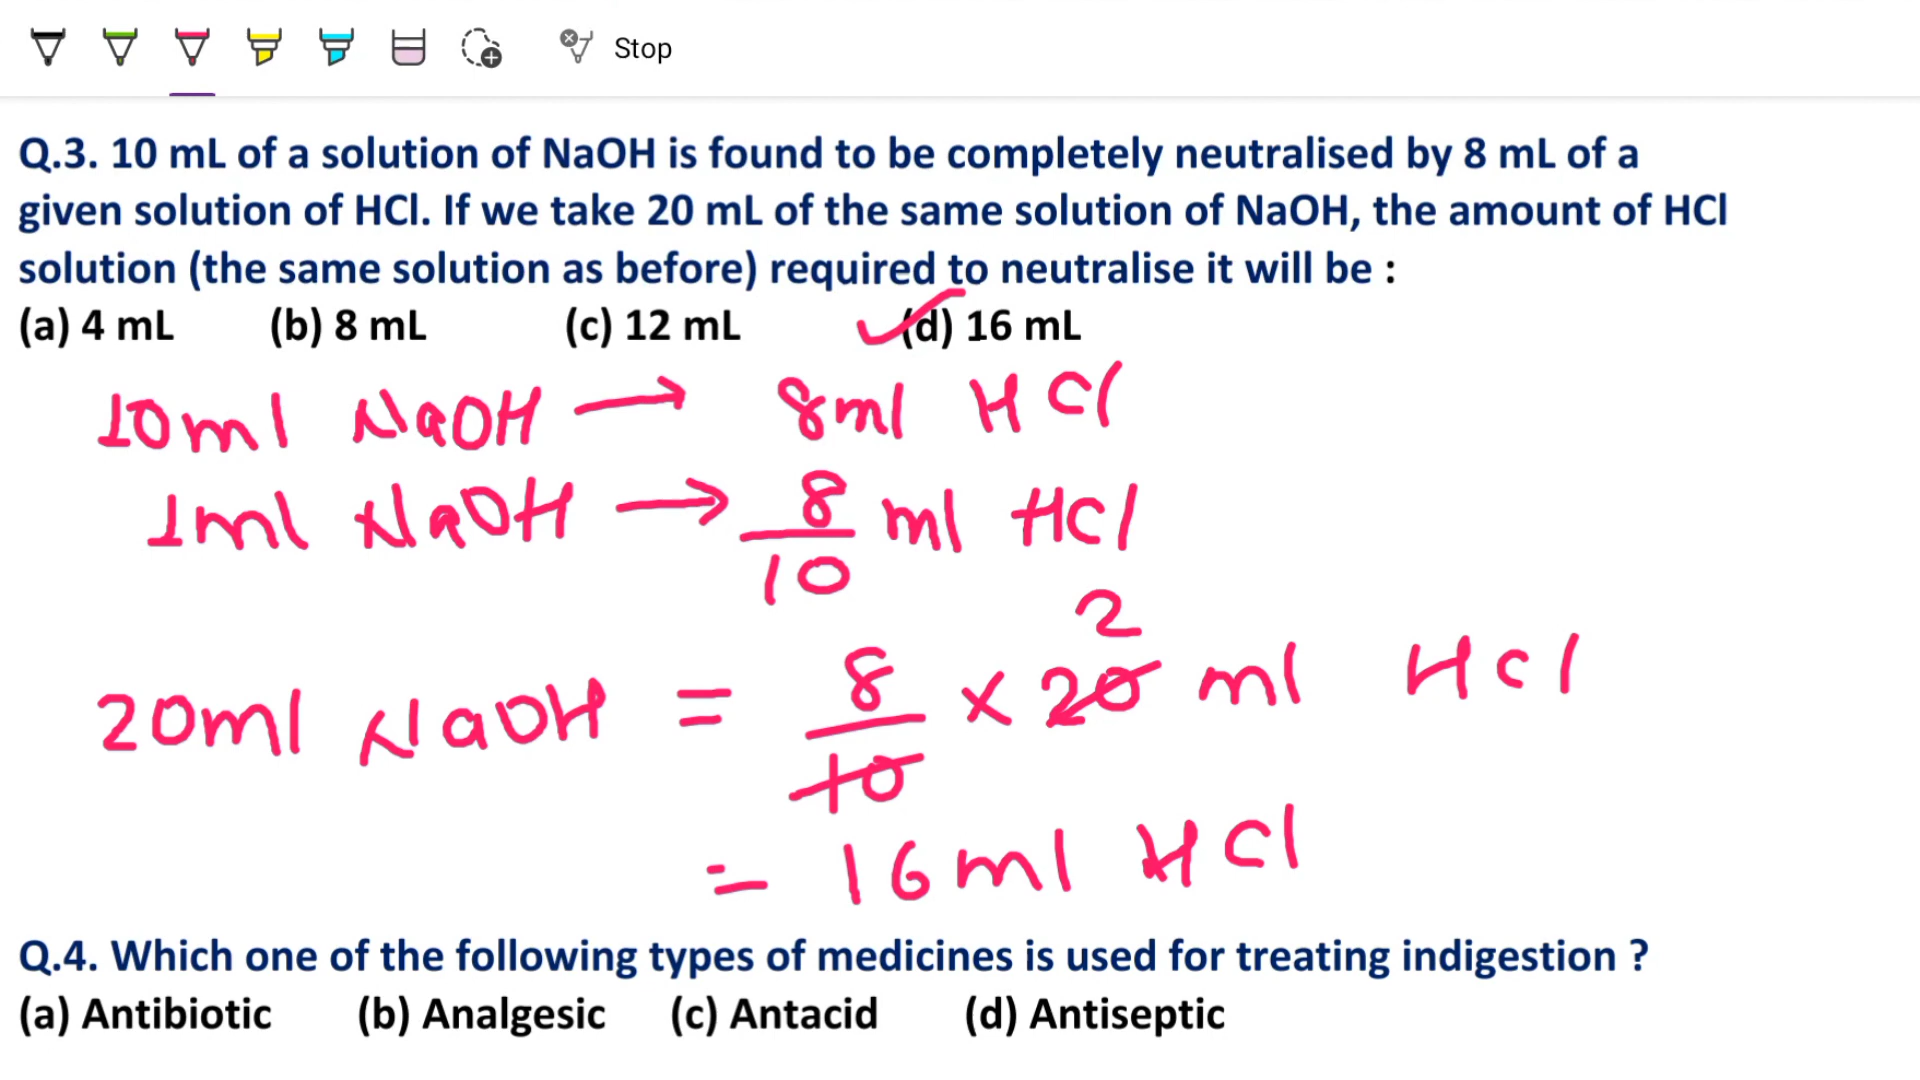 Stop
Q.3. 10 mL of a solution of NaOH is found to be completely neutralised by 8 mL of a
given solution of HCl. If we take 20 mL of the same solution of NaOH, the amount of HCl
solution (the same solution as before) required to neutralise it will be :
(a) 4 mL (b) 8 mL (c) 12 mL (d) 16 mL
10ml NaOH → 8ml HCl
1ml NaOH → 8/10 ml HCl
2
20ml NaOH = 8/10 × 20 ml HCl
= 16ml HCl
Q.4. Which one of the following types of medicines is used for treating indigestion ?
(a) Antibiotic (b) Analgesic (c) Antacid (d) Antiseptic